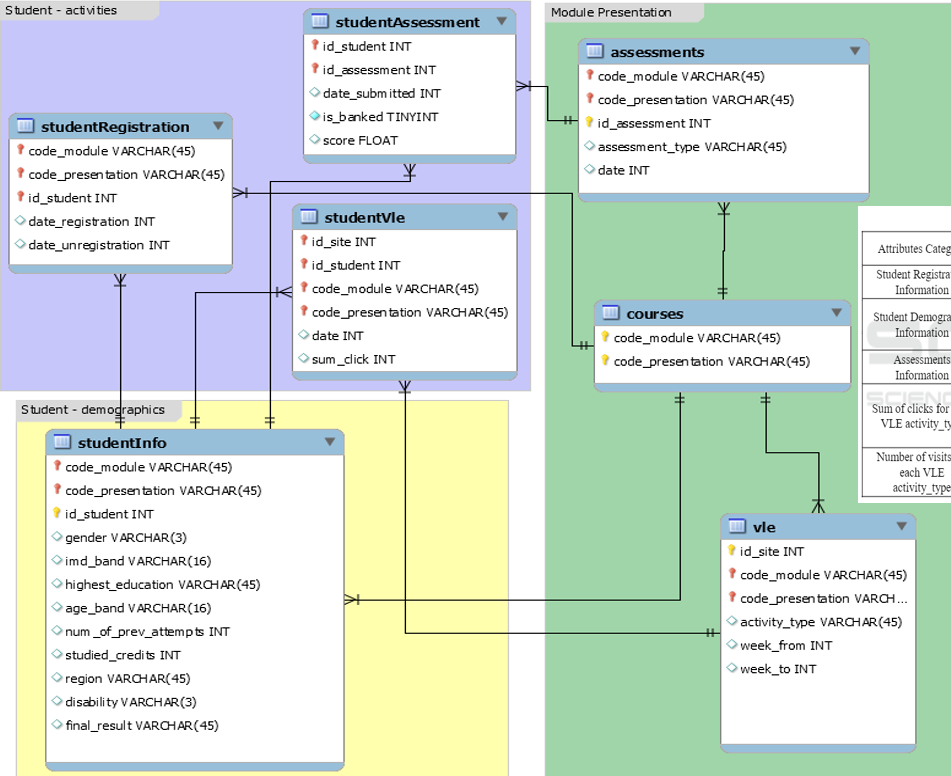 Student - activities
studentAssessment
id_student INT
id_assessment INT
date_submitted INT
is_banked TINYINT
score FLOAT
studentRegistration
code_module VARCHAR(45)
code_presentation VARCHAR(45)
id_student INT
date_registration INT
date_unregistration INT
studentVle
id_site INT
id_student INT
code_module VARCHAR(45)
code_presentation VARCHAR(45)
date INT
sum_click INT
Student - demographics
studentInfo
code_module VARCHAR(45)
code_presentation VARCHAR(45)
id_student INT
gender VARCHAR(3)
imd_band VARCHAR(16)
highest_education VARCHAR(45)
age_band VARCHAR(16)
num_of_prev_attempts INT
studied_credits INT
region VARCHAR(45)
disability VARCHAR(3)
final_result VARCHAR(45)
Module Presentation
assessments
code_module VARCHAR(45)
code_presentation VARCHAR(45)
id_assessment INT
assessment_type VARCHAR(45)
date INT
courses
code_module VARCHAR(45)
code_presentation VARCHAR(45)
vle
id_site INT
code_module VARCHAR(45)
code_presentation VARCH...
activity_type VARCHAR(45)
week_from INT
week_to INT
Attributes Categ
Student Registra
Information
Student Demogra
Information
Assessments
Information
Sum of clicks for
VLE activity_ty
Number of visits
each VLE
activity_type